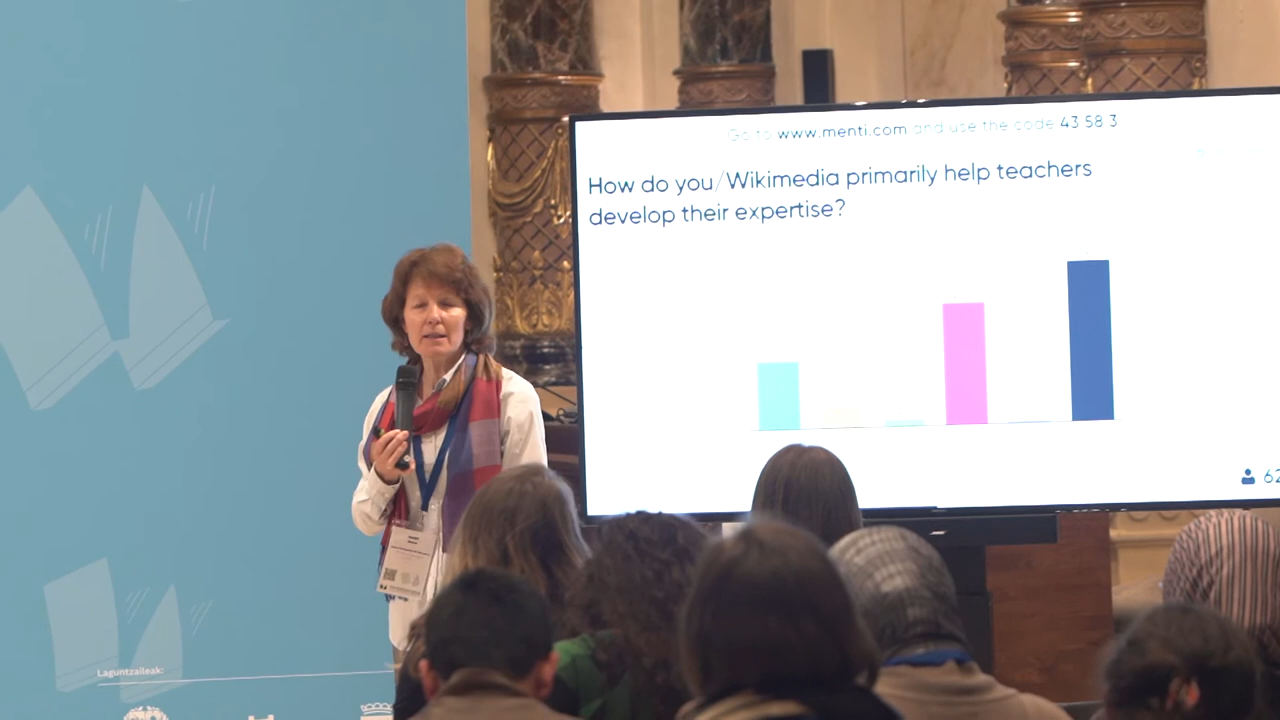 Go to www.menti.com and use the code 43 58 3
How do you/Wikimedia primarily help teachers
develop their expertise?
62
Laguntzaileak: